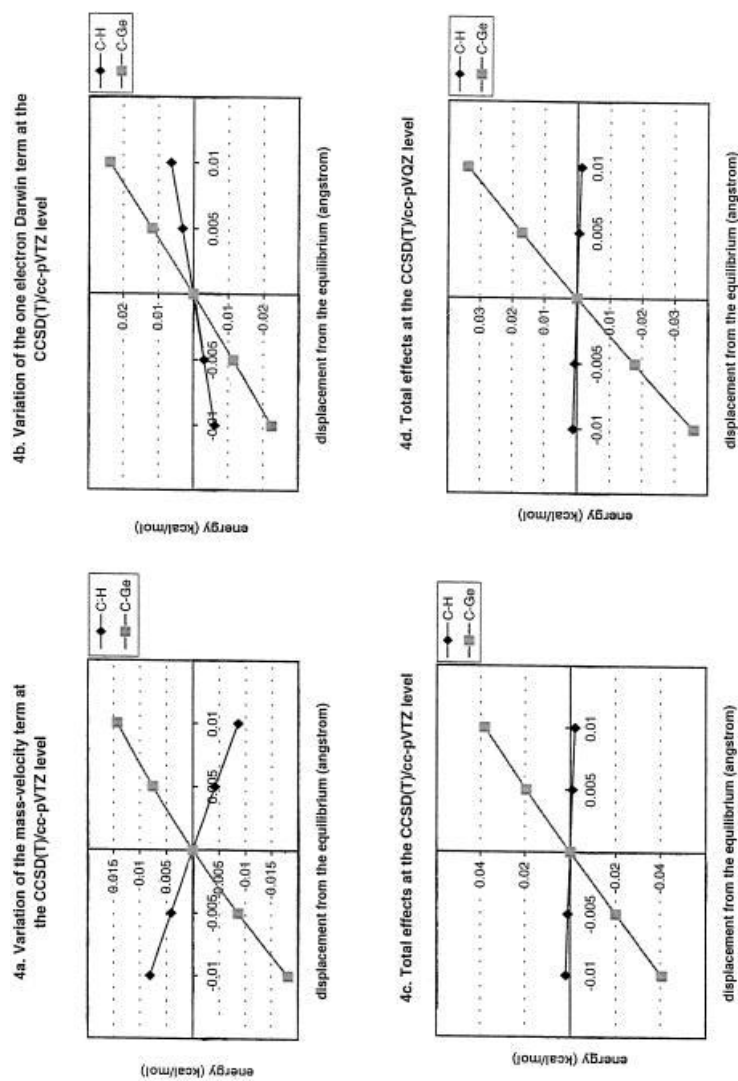 4a. Variation of the mass-velocity term at
the CCSD(T)/cc-pVTZ level
C-H
C-Ge
energy (kcal/mol)
0.015
0.01
0.005
-0.005
-0.01
-0.015
-0.01
-0.005
0.005
0.01
displacement from the equilibrium (angstrom)
4b. Variation of the one electron Darwin term at the
CCSD(T)/cc-pVTZ level
C-H
C-Ge
energy (kcal/mol)
0.02
0.01
-0.01
-0.02
-0.01
-0.005
0.005
0.01
displacement from the equilibrium (angstrom)
4c. Total effects at the CCSD(T)/cc-pVTZ level
C-H
C-Ge
energy (kcal/mol)
0.04
0.02
-0.02
-0.04
-0.01
-0.005
0.005
0.01
displacement from the equilibrium (angstrom)
4d. Total effects at the CCSD(T)/cc-pVQZ level
C-H
C-Ge
energy (kcal/mol)
0.03
0.02
0.01
-0.01
-0.02
-0.03
-0.01
-0.005
0.005
0.01
displacement from the equilibrium (angstrom)